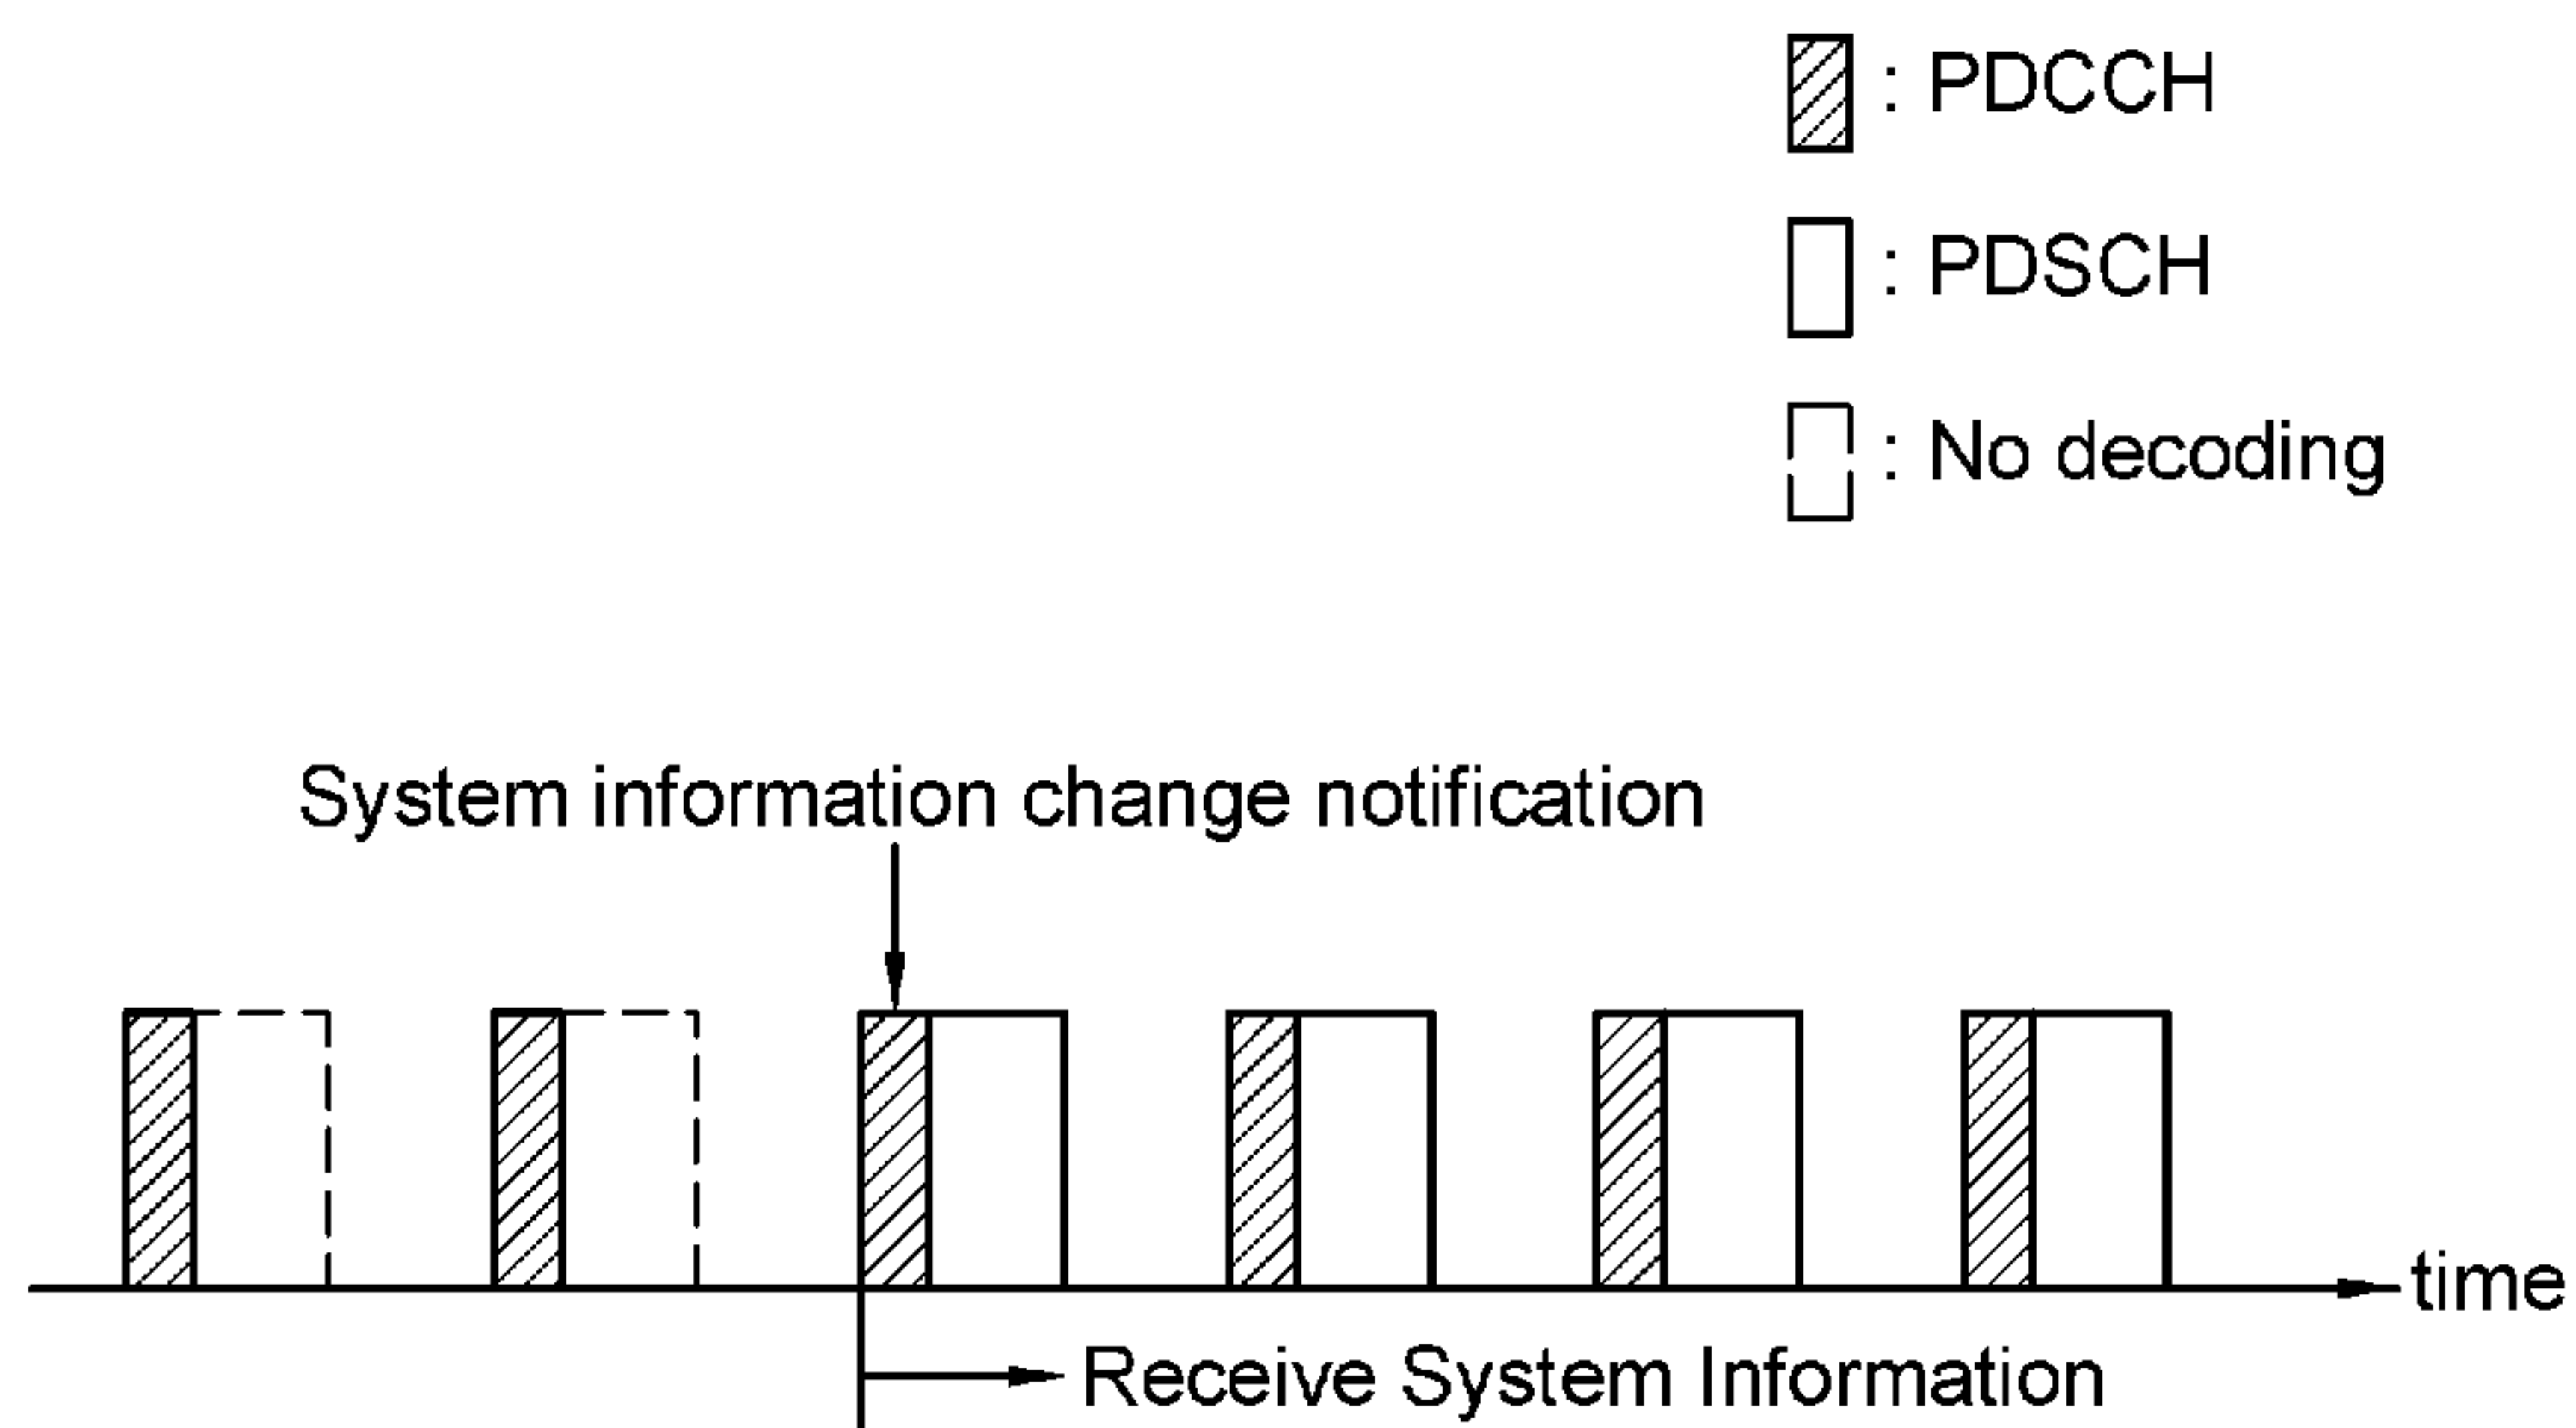 : PDCCH
: PDSCH
: No decoding
System information change notification
time
Receive System Information